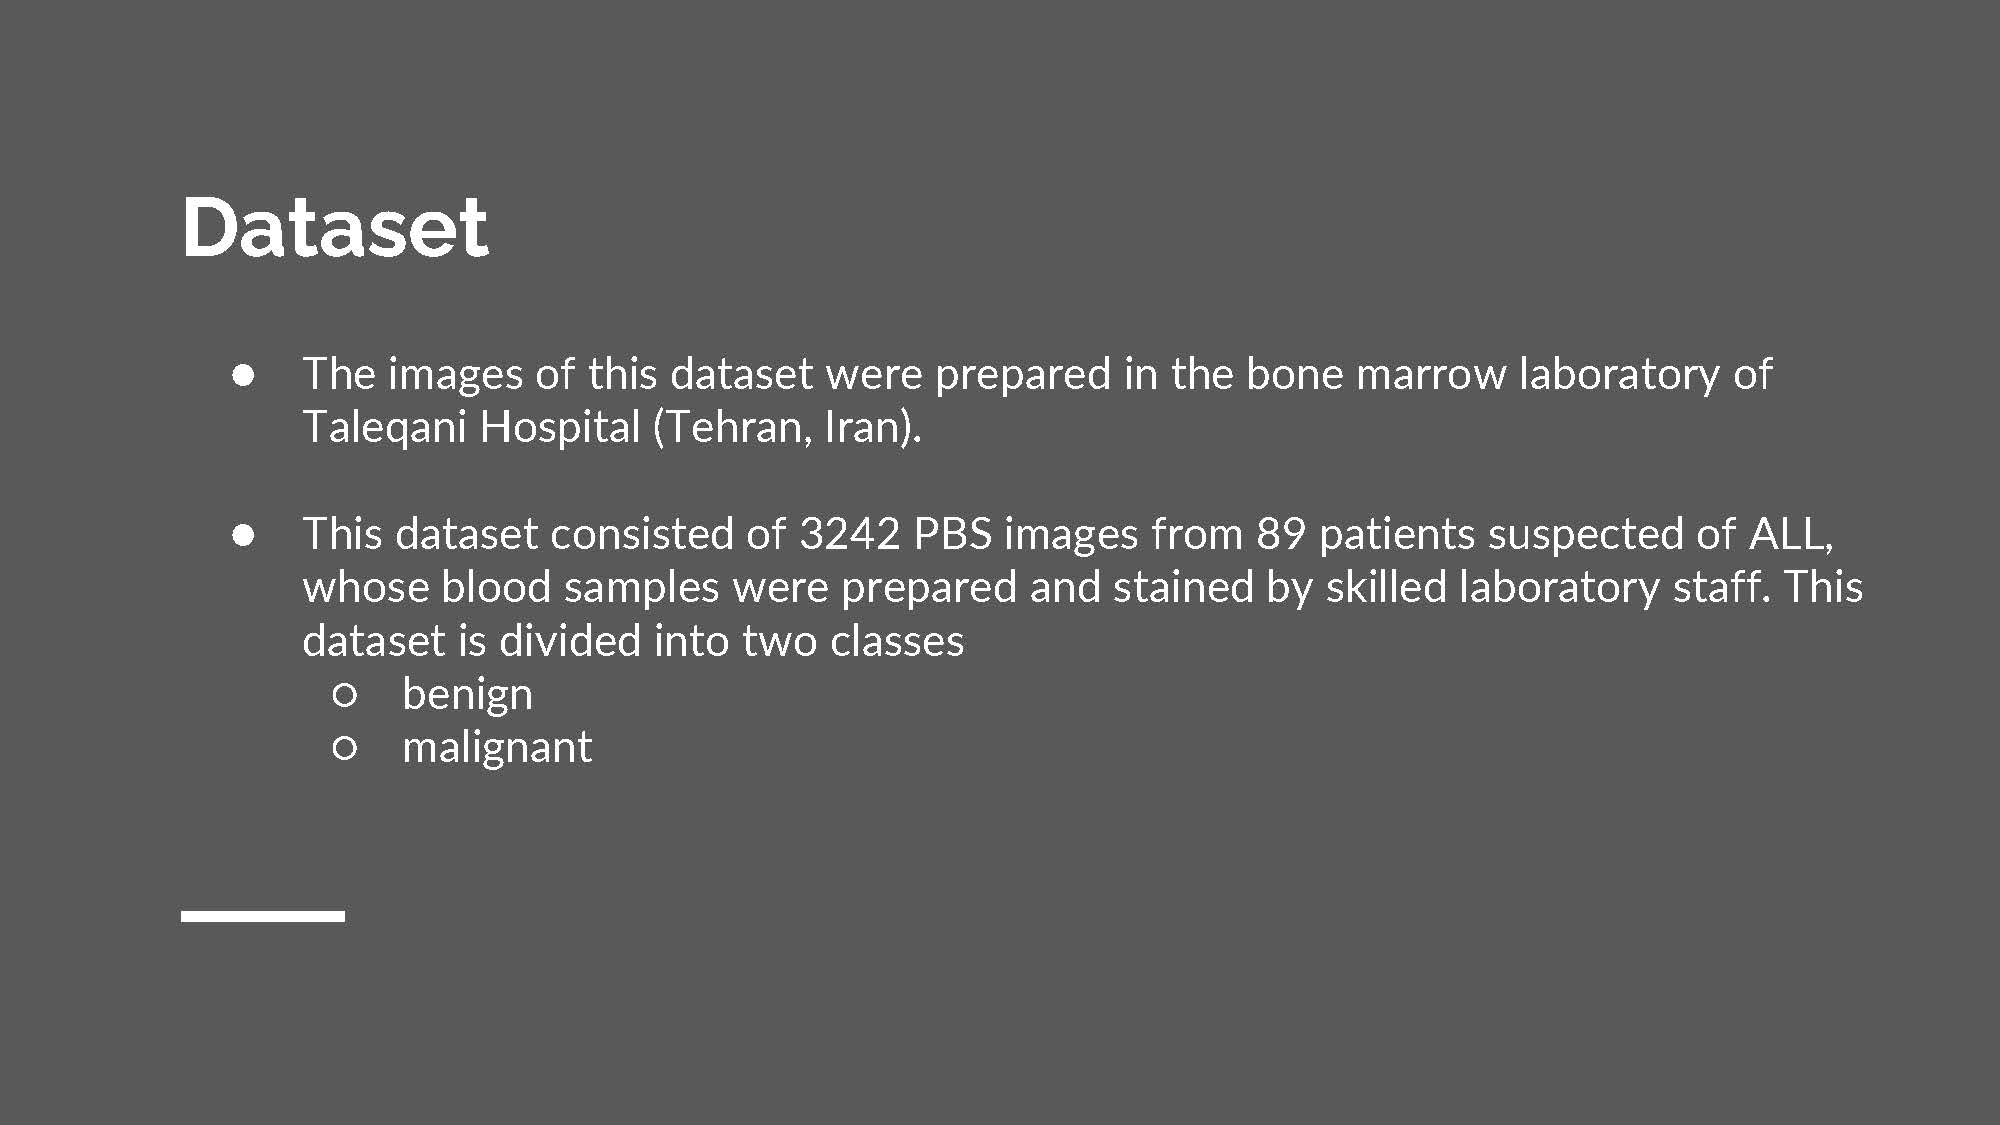 Dataset
● The images of this dataset were prepared in the bone marrow laboratory of
Taleqani Hospital (Tehran, Iran).
● This dataset consisted of 3242 PBS images from 89 patients suspected of ALL,
whose blood samples were prepared and stained by skilled laboratory staff. This
dataset is divided into two classes
○ benign
○ malignant